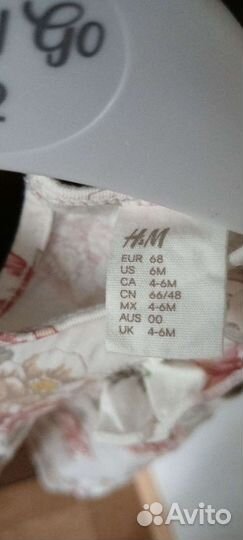 Go
2
H&M
EUR 68
US 6M
CA 4-6M
CN 66/48
MX 4-6M
AUS 00
UK 4-6M
Avito